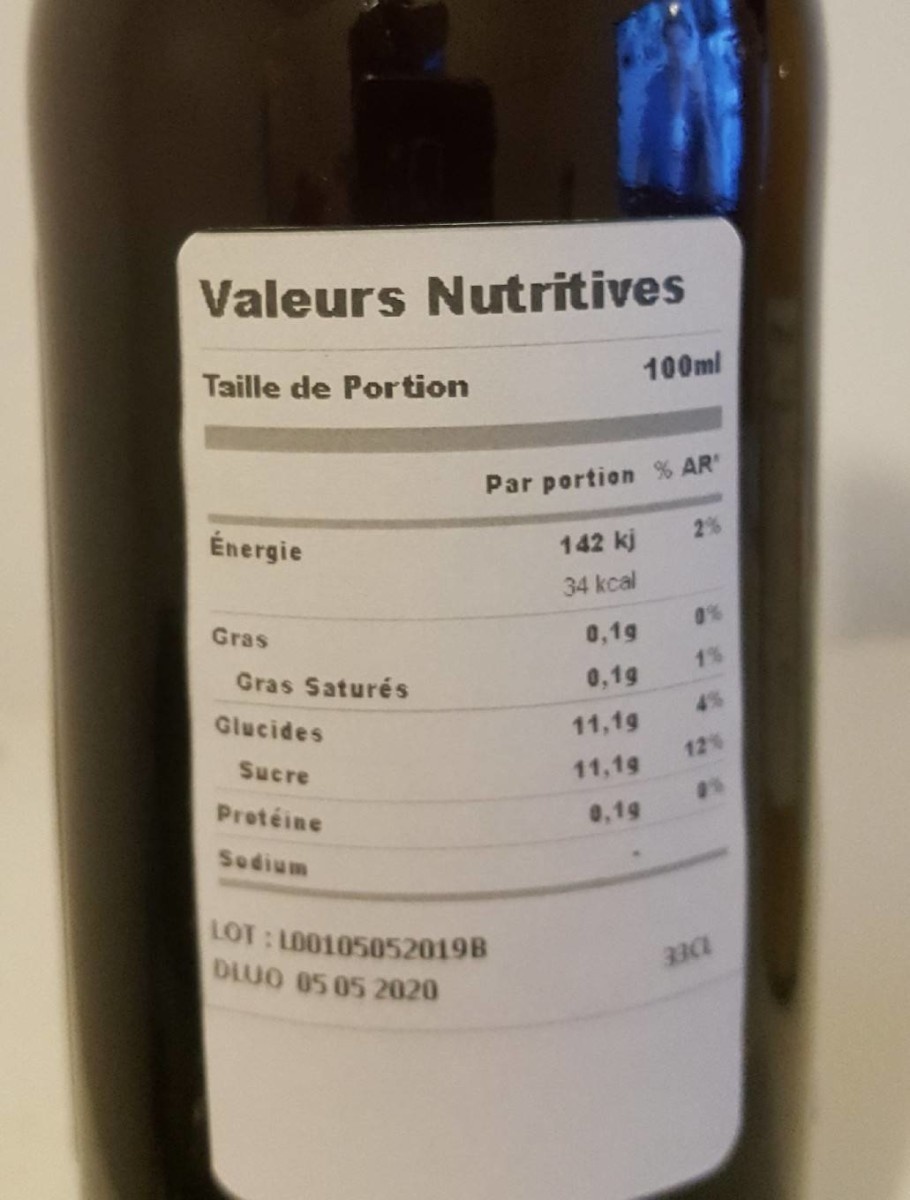 Valeurs Nutritives
Taille de Portion 100ml
Par portion % AR*
Énergie 142 kj 2%
34 kcal
Gras 0,1g 0%
Gras Saturés 0,1g 1%
Glucides 11,1g 4%
Sucre 11,1g 12%
Protéine 0,1g 0%
Sodium -
LOT : L00105052019B 33CL
DLUO 05 05 2020